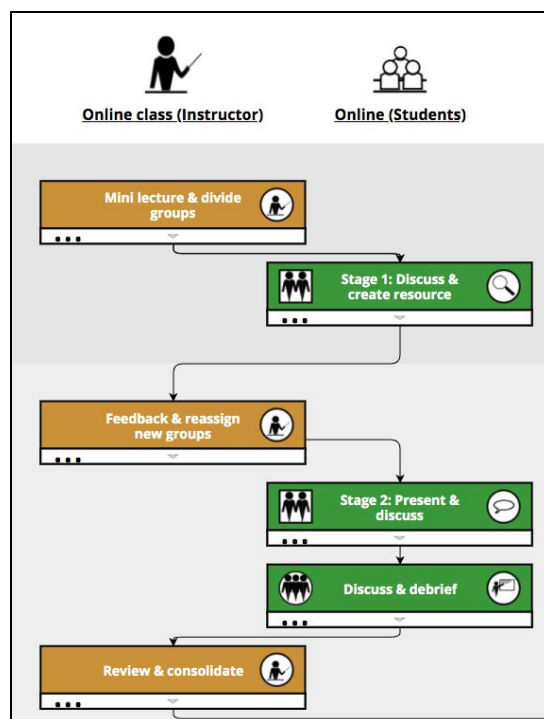 Online class (Instructor)
Online (Students)
Mini lecture & divide
groups
Stage 1: Discuss &
create resource
Feedback & reassign
new groups
Stage 2: Present &
discuss
Discuss & debrief
Review & consolidate